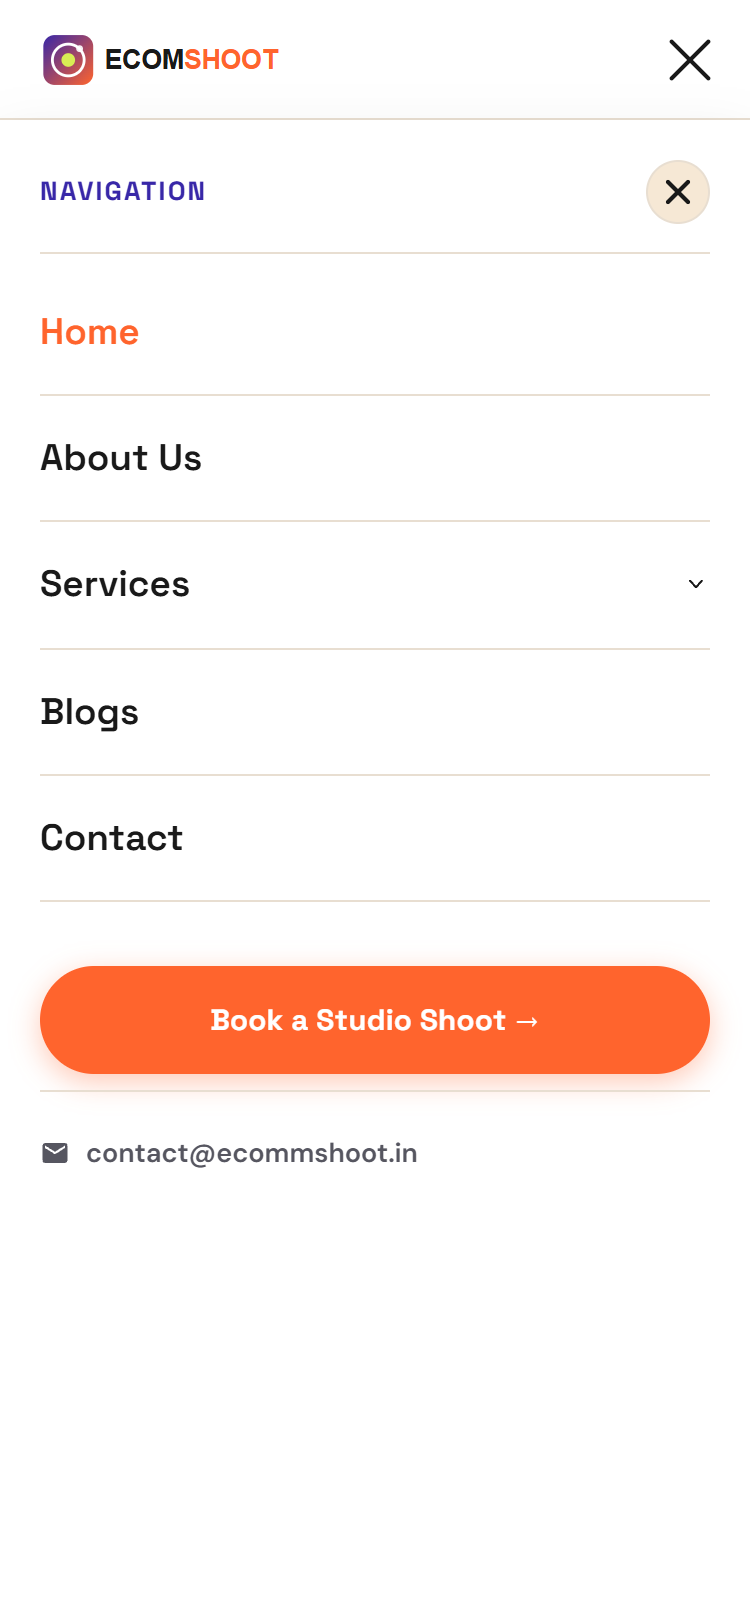 ECOMSHOOT
NAVIGATION
Home
About Us
Services
Blogs
Contact
Book a Studio Shoot →
contact@ecommshoot.in